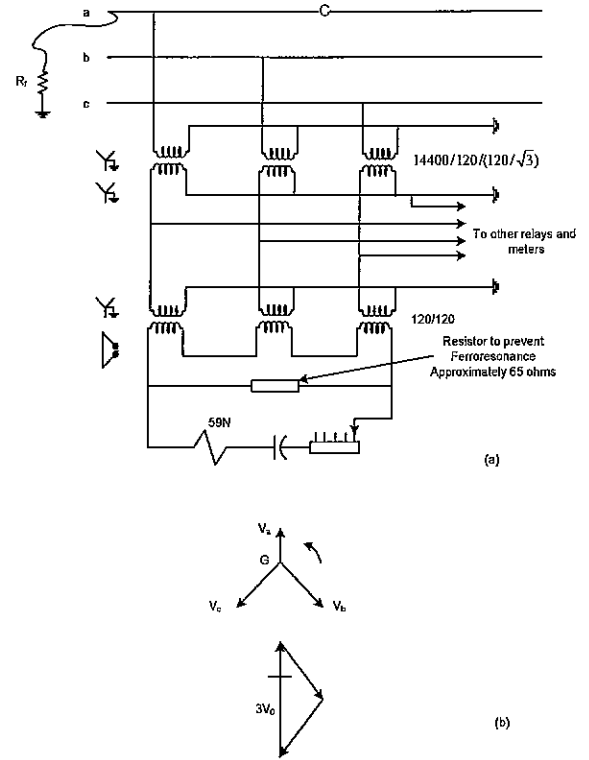 a
C
b
R_f
c
14400/120/(120/√3)
To other relays and
meters
120/120
Resistor to prevent
Ferroresonance
Approximately 65 ohms
59N
(a)
V_a
G
V_c
V_b
3V_0
(b)